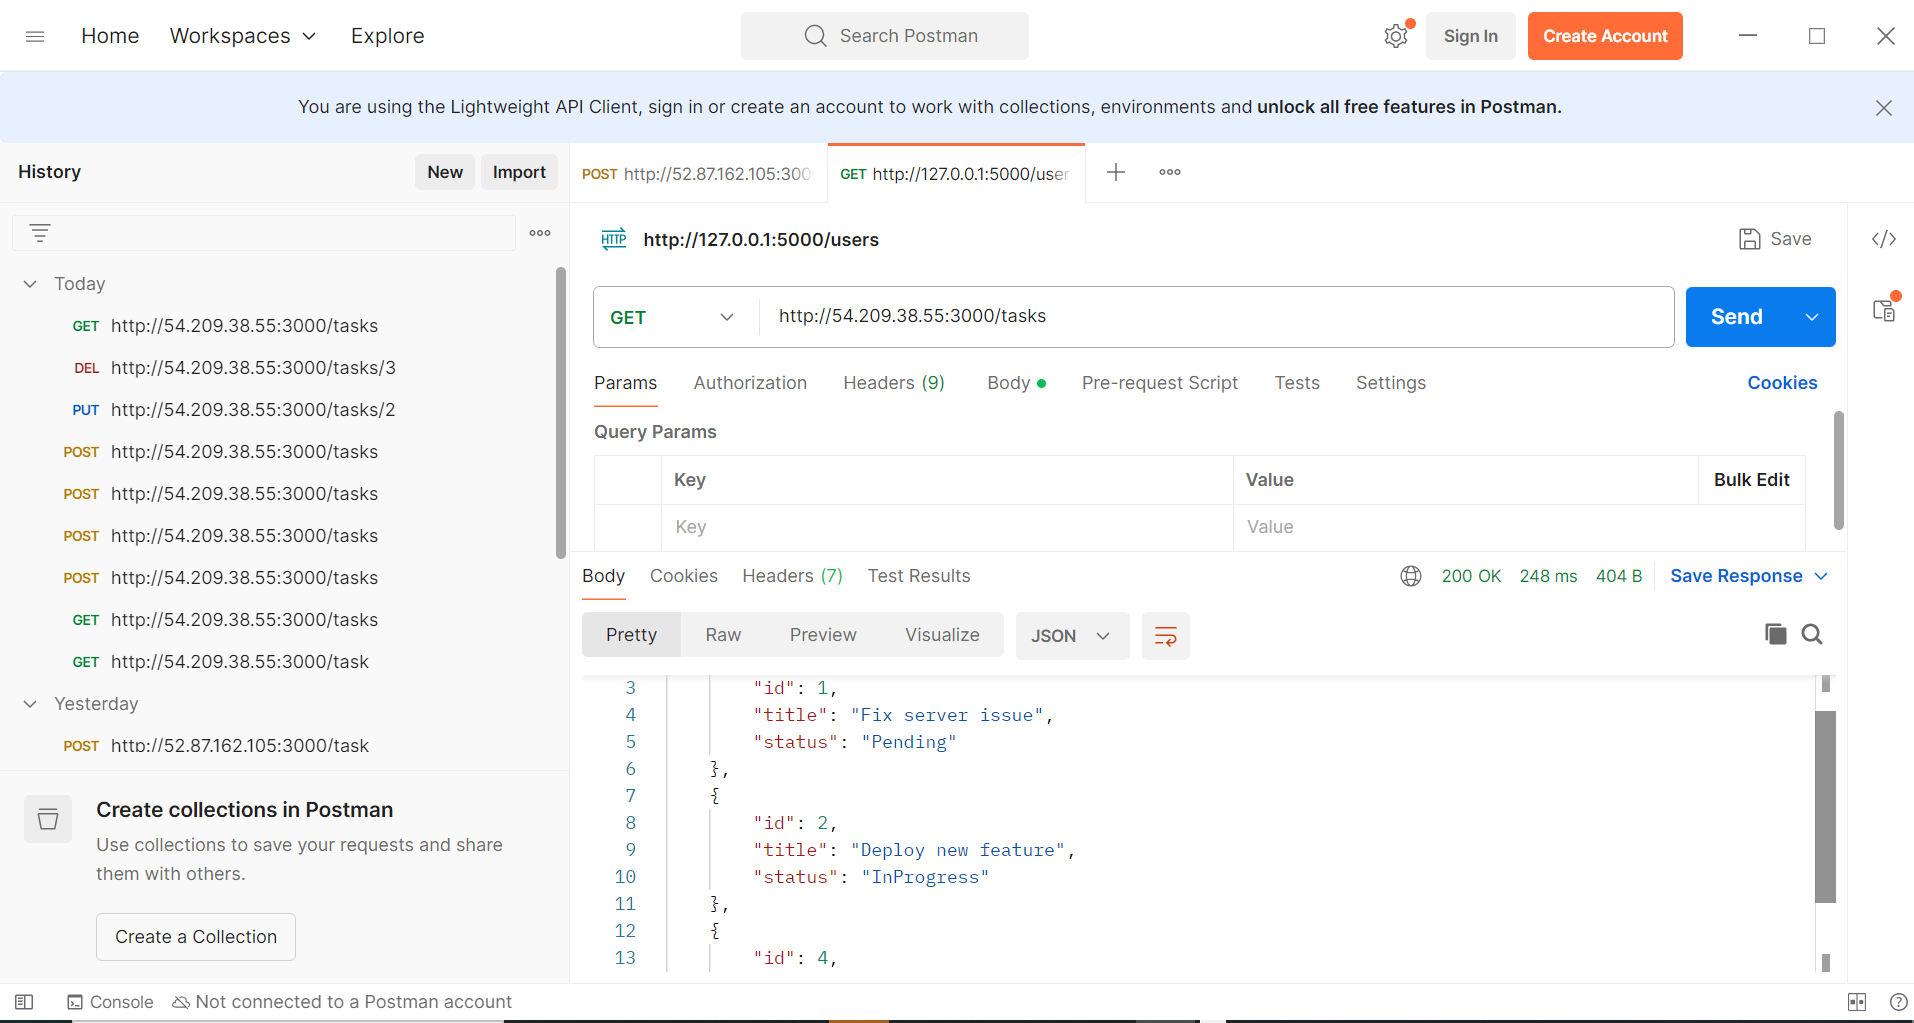 Home Workspaces Explore Search Postman Sign In Create Account
You are using the Lightweight API Client, sign in or create an account to work with collections, environments and unlock all free features in Postman.
History New Import
POST http://52.87.162.105:300 GET http://127.0.0.1:5000/user
HTTP http://127.0.0.1:5000/users Save
Today
GET http://54.209.38.55:3000/tasks
DEL http://54.209.38.55:3000/tasks/3
PUT http://54.209.38.55:3000/tasks/2
POST http://54.209.38.55:3000/tasks
POST http://54.209.38.55:3000/tasks
POST http://54.209.38.55:3000/tasks
POST http://54.209.38.55:3000/tasks
GET http://54.209.38.55:3000/tasks
GET http://54.209.38.55:3000/task
Yesterday
POST http://52.87.162.105:3000/task
Create collections in Postman
Use collections to save your requests and share
them with others.
Create a Collection
GET http://54.209.38.55:3000/tasks Send
Params Authorization Headers (9) Body Pre-request Script Tests Settings Cookies
Query Params
Key Value Bulk Edit
Key Value
Body Cookies Headers (7) Test Results 200 OK 248 ms 404 B Save Response
Pretty Raw Preview Visualize JSON
3 "id": 1,
4 "title": "Fix server issue",
5 "status": "Pending"
6 },
7 {
8 "id": 2,
9 "title": "Deploy new feature",
10 "status": "InProgress"
11 },
12 {
13 "id": 4,
Console Not connected to a Postman account